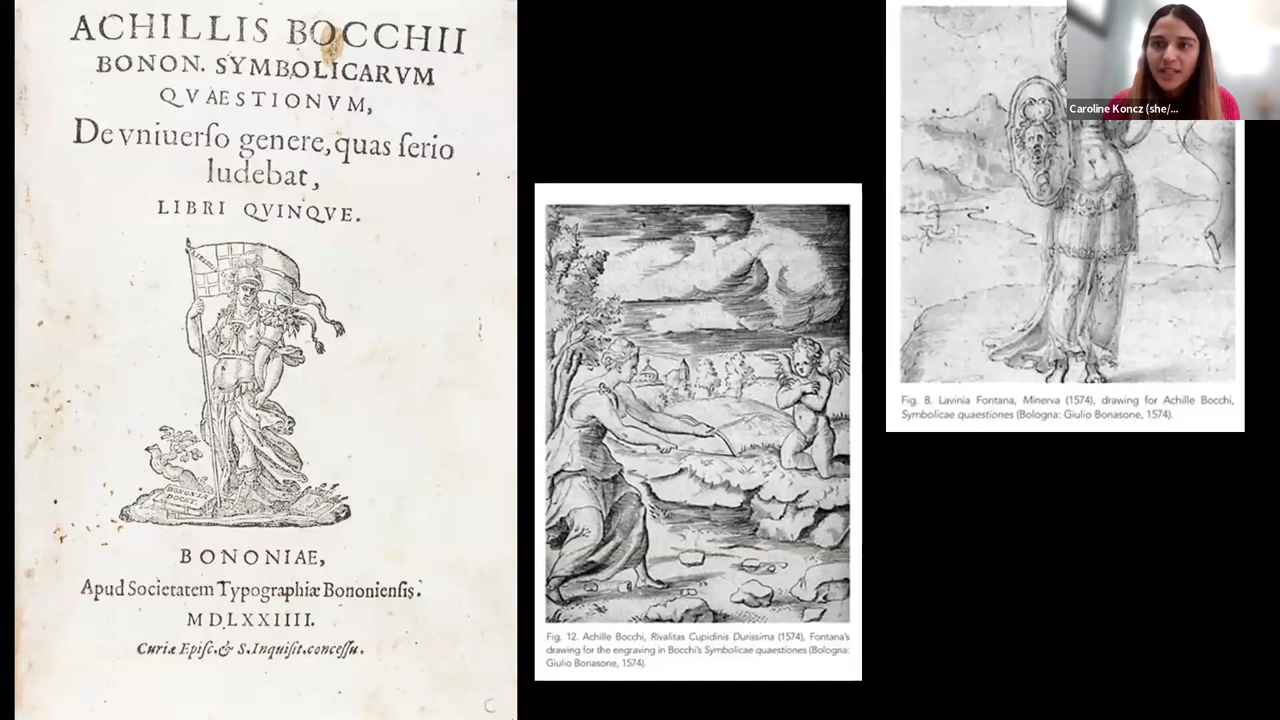 ACHILLIS BOCCHII
BONON. SYMBOLICARVM
QVAESTIONVM,
De vniuerſo genere, quas ſerio
ludebat,
LIBRI QVINQVE.
LIBERTAS
BONONIA
DOCET.
BONONIAE,
Apud Societatem Typographiæ Bononienſis.
MDLXXIIII.
Curiæ Epiſc. & S. Inquiſit. conceſſu.
C
Fig. 12. Achille Bocchi, Rivalitas Cupidinis Durissima (1574), Fontana's
drawing for the engraving in Bocchi's Symbolicae quaestiones (Bologna:
Giulio Bonasone, 1574).
Fig. 8. Lavinia Fontana, Minerva (1574), drawing for Achille Bocchi,
Symbolicae quaestiones (Bologna: Giulio Bonasone, 1574).
Caroline Koncz (she/...